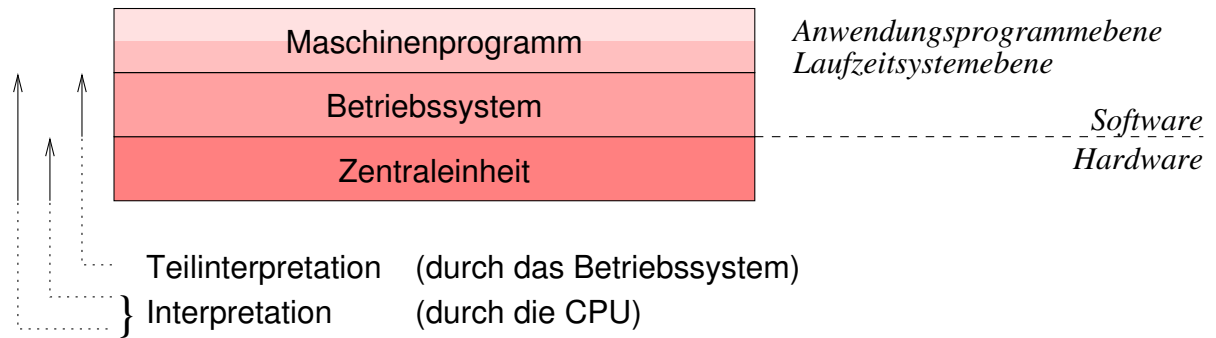 Maschinenprogramm
Anwendungsprogrammebene
Laufzeitsystemebene
Betriebssystem
Software
Hardware
Zentraleinheit
Teilinterpretation (durch das Betriebssystem)
} Interpretation (durch die CPU)